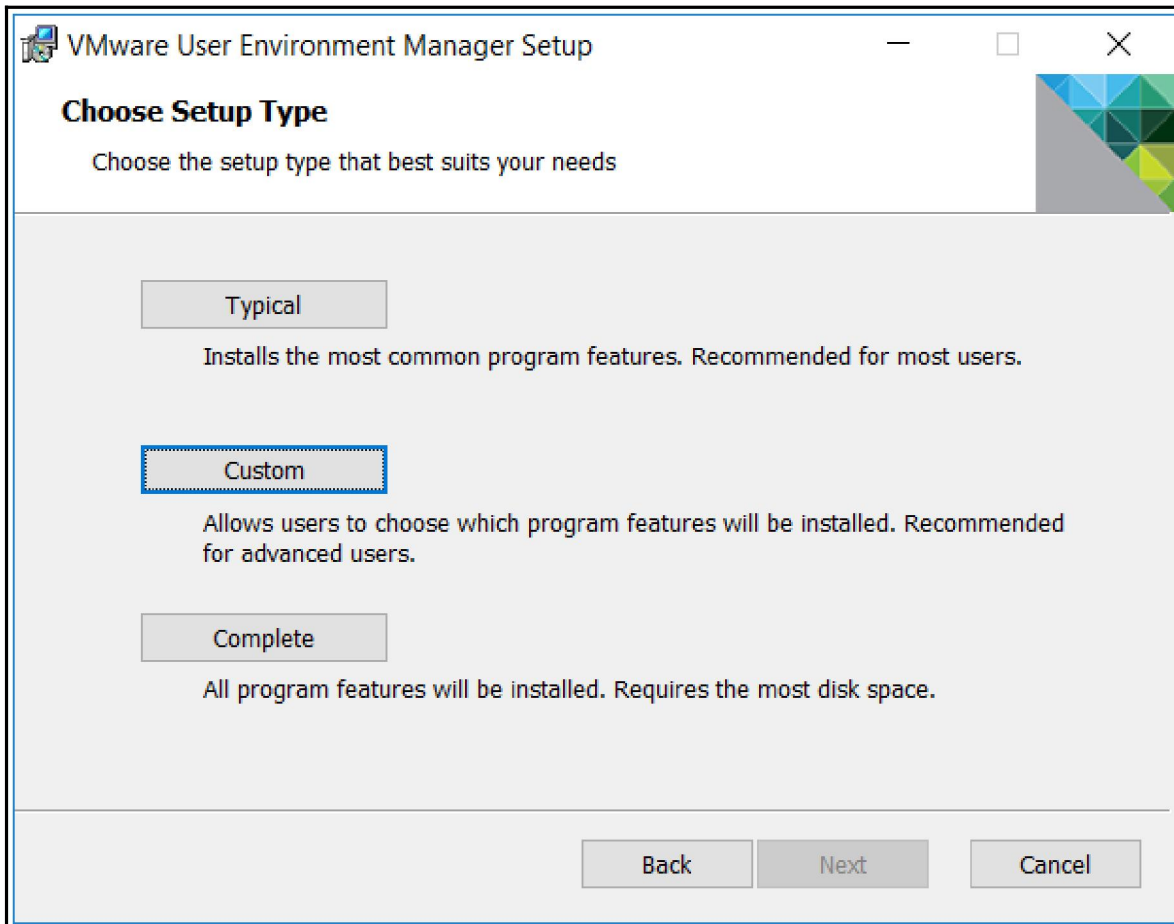 VMware User Environment Manager Setup
Choose Setup Type
Choose the setup type that best suits your needs
Typical
Installs the most common program features. Recommended for most users.
Custom
Allows users to choose which program features will be installed. Recommended
for advanced users.
Complete
All program features will be installed. Requires the most disk space.
Back Next Cancel